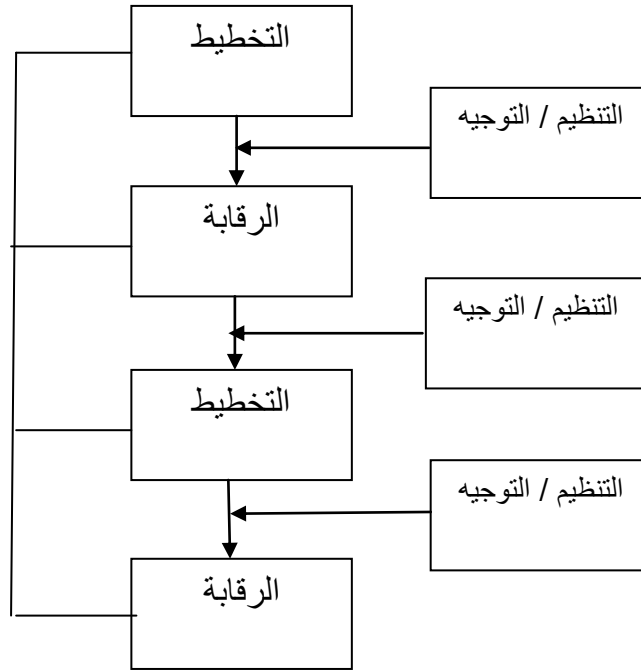 التخطيط
التنظيم / التوجيه
الرقابة
التنظيم / التوجيه
التخطيط
التنظيم / التوجيه
الرقابة